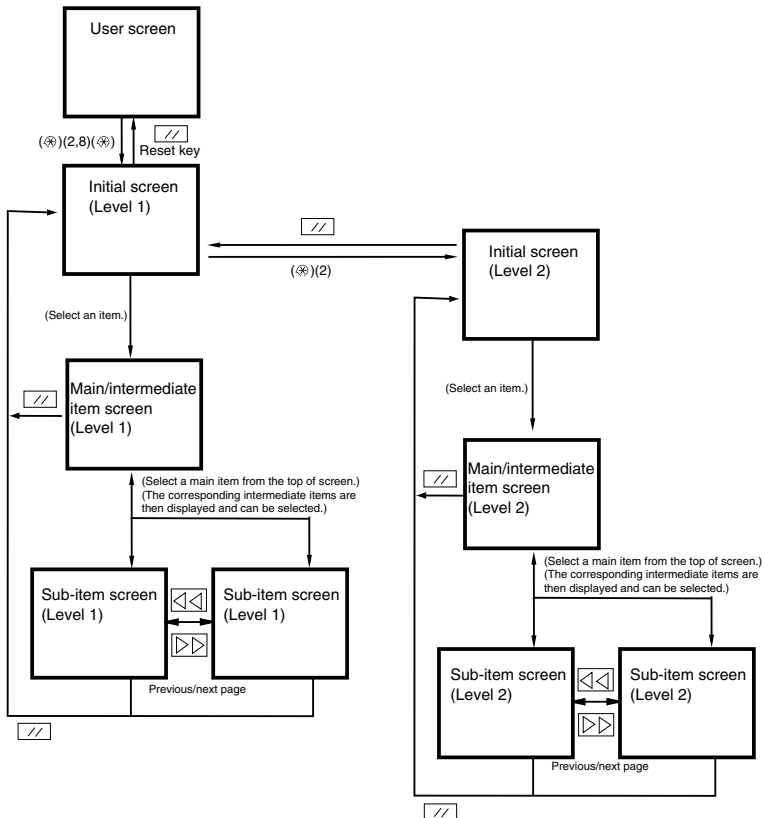 User screen
(✽)(2,8)(✽)
//
Reset key
Initial screen
(Level 1)
//
(✽)(2)
Initial screen
(Level 2)
(Select an item.)
//
Main/intermediate
item screen
(Level 1)
(Select a main item from the top of screen.)
(The corresponding intermediate items are
then displayed and can be selected.)
Sub-item screen
(Level 1)
Sub-item screen
(Level 1)
Previous/next page
//
(Select an item.)
//
Main/intermediate
item screen
(Level 2)
(Select a main item from the top of screen.)
(The corresponding intermediate items are
then displayed and can be selected.)
Sub-item screen
(Level 2)
Sub-item screen
(Level 2)
Previous/next page
//